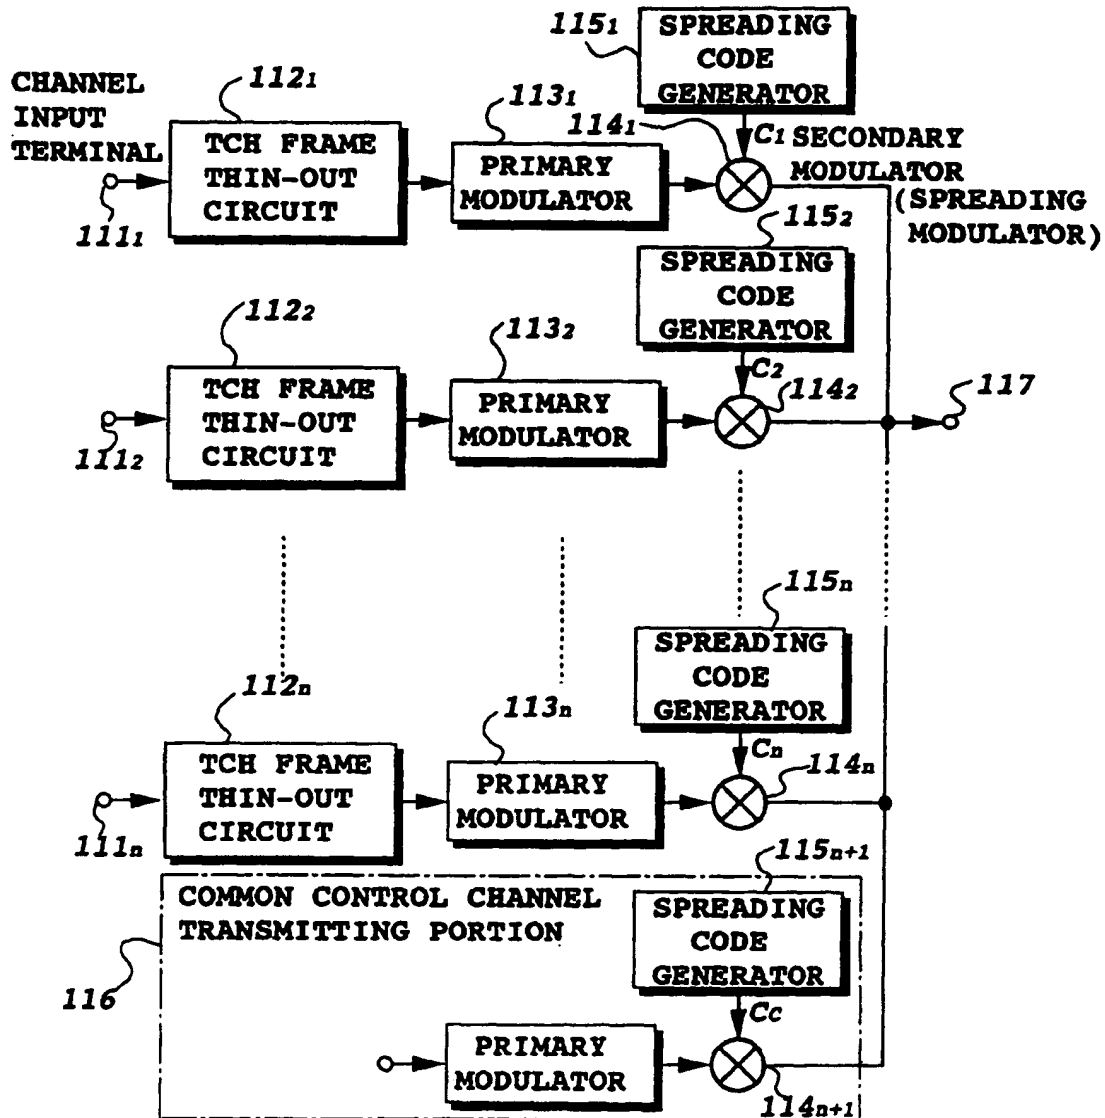 115₁
SPREADING
CODE
GENERATOR
CHANNEL
INPUT
TERMINAL
112₁
113₁
114₁
C₁
SECONDARY
MODULATOR
(SPREADING
MODULATOR)
TCH FRAME
THIN-OUT
CIRCUIT
PRIMARY
MODULATOR
111₁
115₂
SPREADING
CODE
GENERATOR
112₂
113₂
C₂
114₂
117
TCH FRAME
THIN-OUT
CIRCUIT
PRIMARY
MODULATOR
111₂
115n
SPREADING
CODE
GENERATOR
112n
113n
Cn
114n
TCH FRAME
THIN-OUT
CIRCUIT
PRIMARY
MODULATOR
111n
115n+1
COMMON CONTROL CHANNEL
TRANSMITTING PORTION
SPREADING
CODE
GENERATOR
116
Cc
PRIMARY
MODULATOR
114n+1